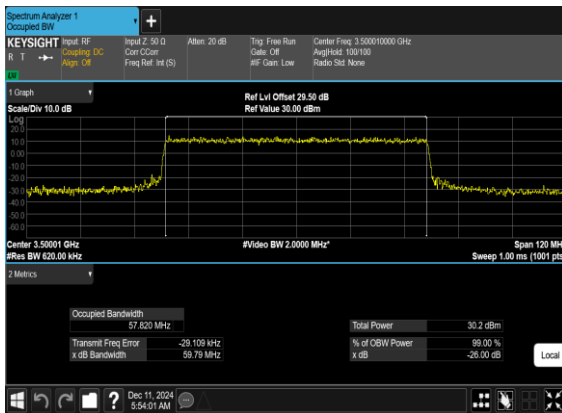 Spectrum Analyzer 1
Occupied BW
+
KEYSIGHT
R T
LXI
Input: RF
Coupling: DC
Align: Off
Input Z: 50 Ω
Corr CCorr
Freq Ref: Int (S)
Atten: 20 dB
Trig: Free Run
Gate: Off
#IF Gain: Low
Center Freq: 3.500010000 GHz
Avg|Hold: 100/100
Radio Std: None
1 Graph
Scale/Div 10.0 dB
Ref Lvl Offset 29.50 dB
Ref Value 30.00 dBm
Log
20.0
10.0
0.00
-10.0
-20.0
-30.0
-40.0
-50.0
-60.0
Center 3.50001 GHz
#Res BW 620.00 kHz
#Video BW 2.0000 MHz*
Span 120 MH
Sweep 1.00 ms (1001 pts
2 Metrics
Occupied Bandwidth
57.820 MHz
Transmit Freq Error -29.109 kHz
x dB Bandwidth 59.79 MHz
Total Power 30.2 dBm
% of OBW Power 99.00 %
x dB -26.00 dB
Local
?
Dec 11, 2024
5:54:01 AM